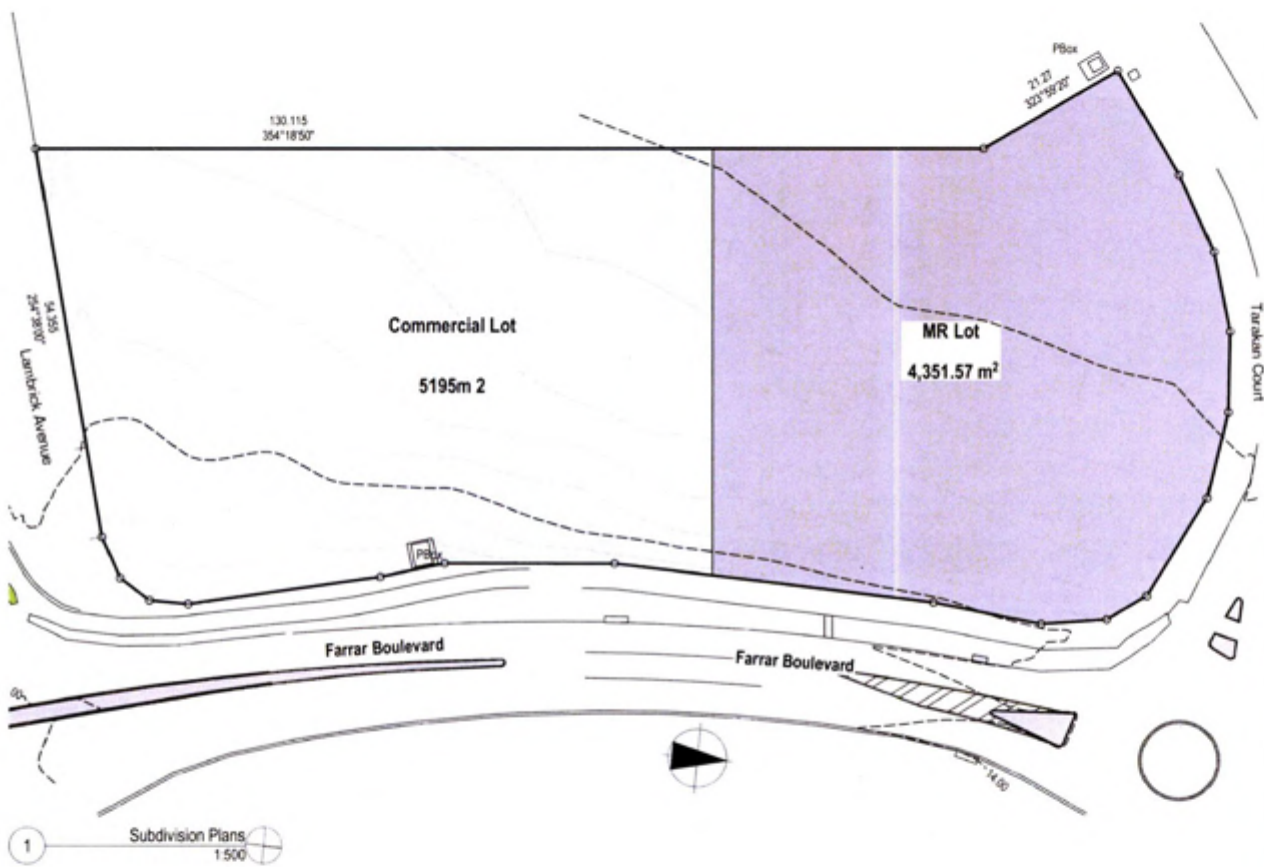 PBox
21.27
323°59'20"
130.115
354°18'50"
54.355
254°38'00"
Lambrick Avenue
Commercial Lot
5195m 2
MR Lot
4,351.57 m²
Tarakan Court
PBox
Farrar Boulevard
Farrar Boulevard
14.00
1
Subdivision Plans
1:500